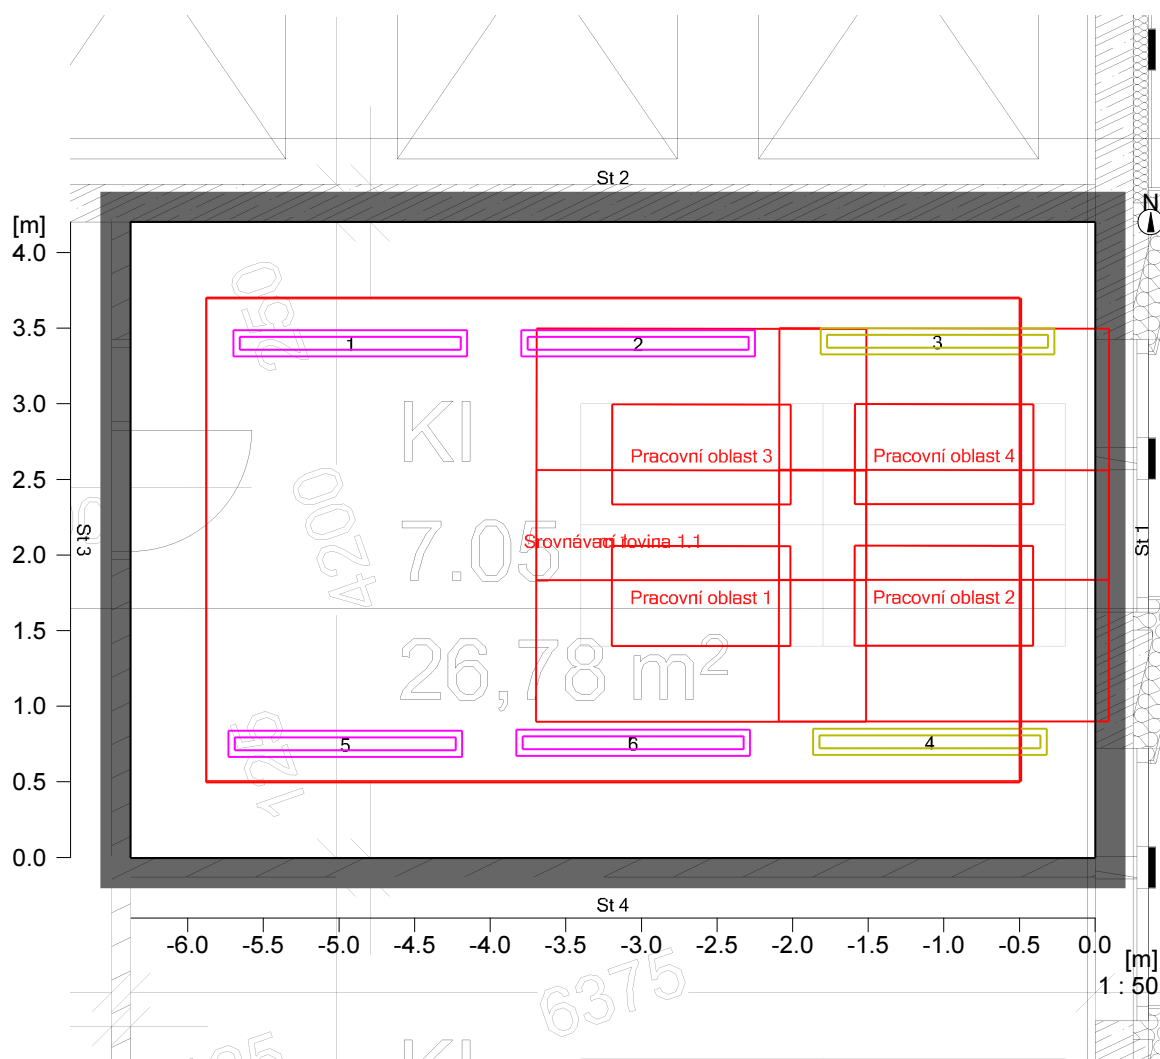 St 2
N
[m]
4.0
3.5
3.0
2.5
2.0
1.5
1.0
0.5
0.0
1
2
3
1250
KI
Pracovní oblast 3
Pracovní oblast 4
4200
7.05
St 3
St 1
Pracovní oblast 1
Pracovní oblast 2
26,78 m²
5
6
4
St 4
-6.0 -5.5 -5.0 -4.5 -4.0 -3.5 -3.0 -2.5 -2.0 -1.5 -1.0 -0.5 0.0
[m]
1 : 50
6375
KI